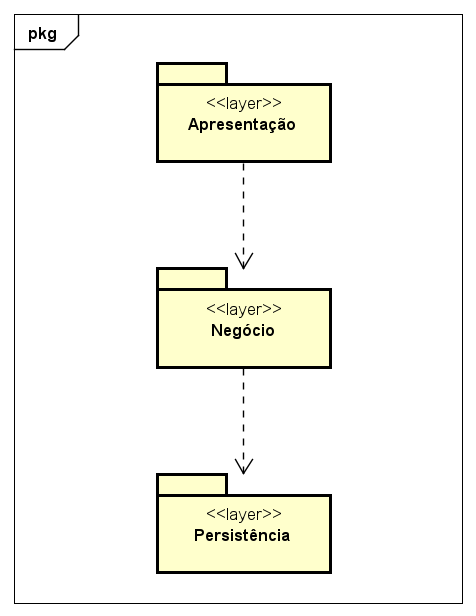 pkg
<<layer>>
Apresentação
<<layer>>
Negócio
<<layer>>
Persistência